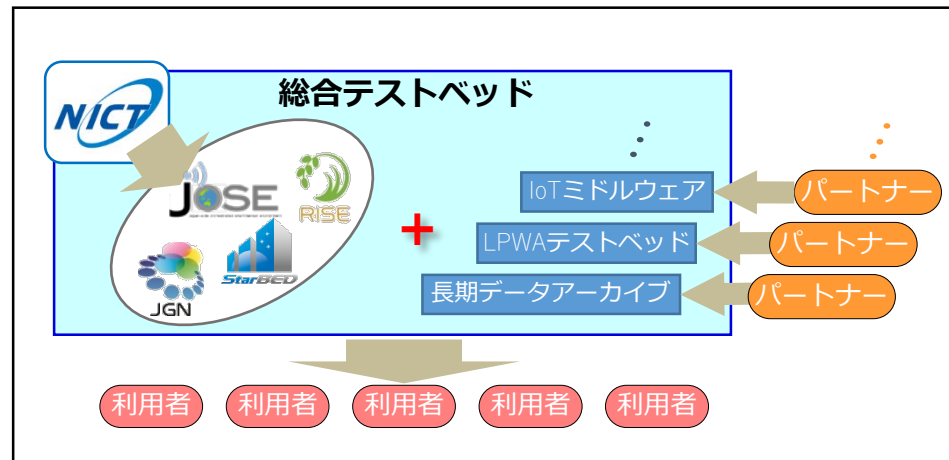 総合テストベッド
NICT
JOSE
RISE
StarBED
JGN
+
IoTミドルウェア
パートナー
LPWAテストベッド
パートナー
長期データアーカイブ
パートナー
利用者
利用者
利用者
利用者
利用者